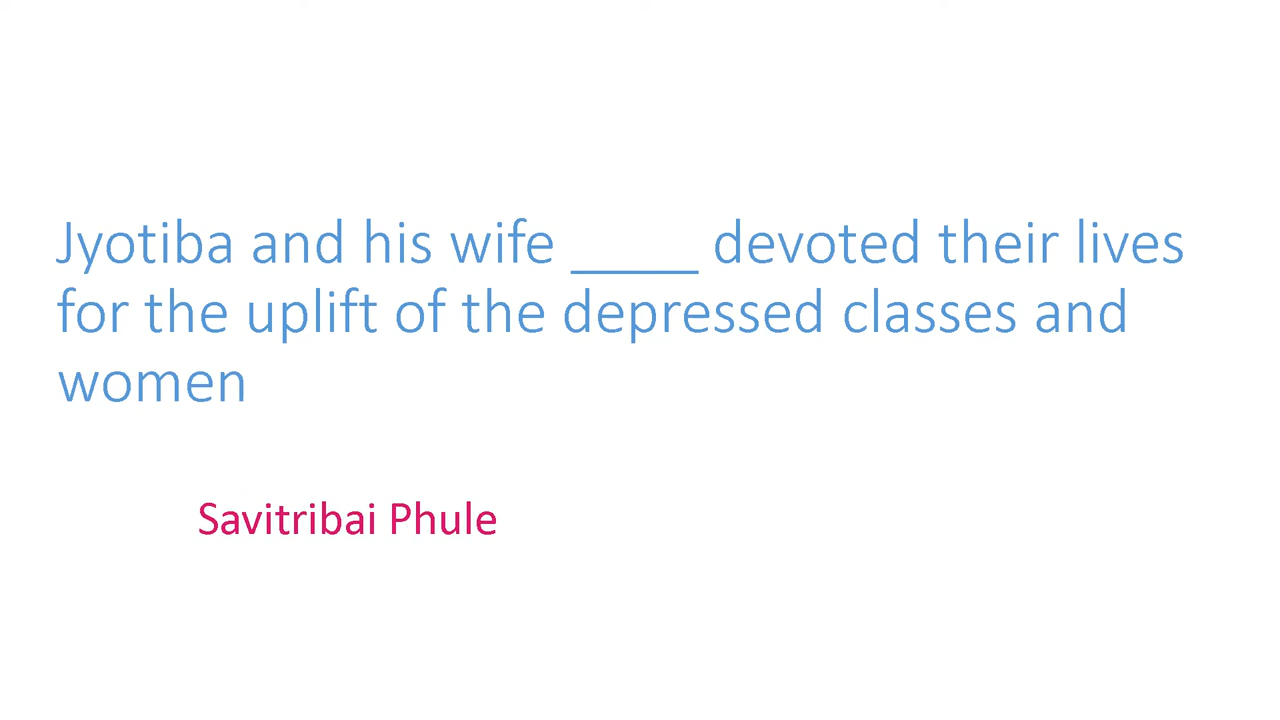 Jyotiba and his wife _____ devoted their lives
for the uplift of the depressed classes and
women
Savitribai Phule